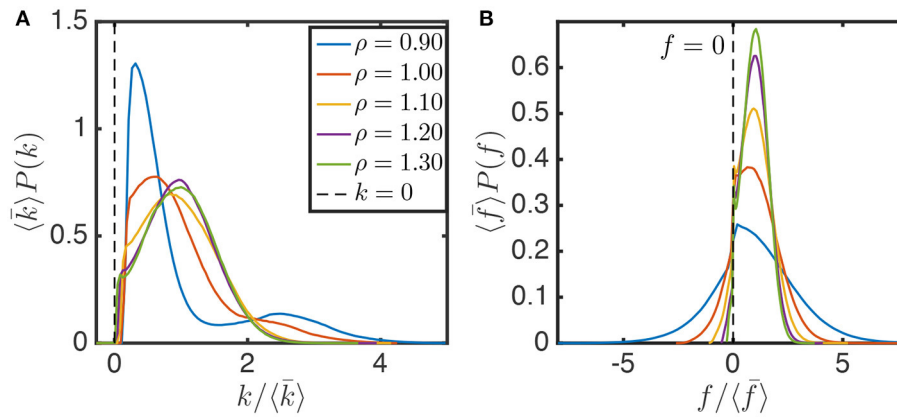 A
⟨k̄⟩P(k)
1.5
1
0.5
0
0
2
4
k/⟨k̄⟩
ρ = 0.90
ρ = 1.00
ρ = 1.10
ρ = 1.20
ρ = 1.30
k = 0
B
⟨f̄⟩P(f)
0.6
0.5
0.4
0.3
0.2
0.1
0
-5
0
5
f/⟨f̄⟩
f = 0